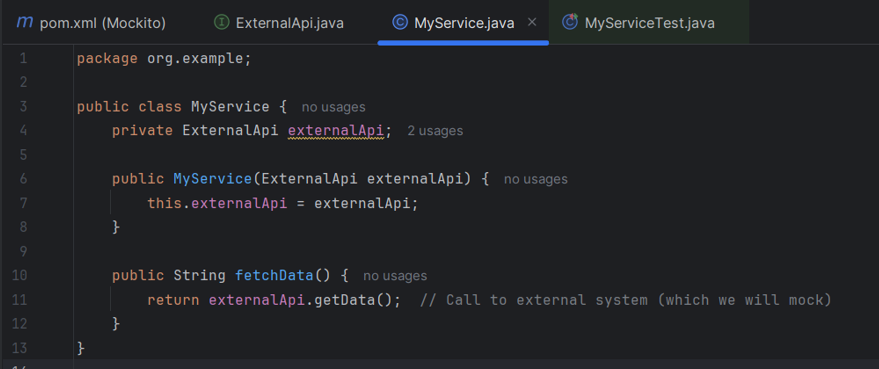 m pom.xml (Mockito) I ExternalApi.java C MyService.java × C MyServiceTest.java
1 package org.example;
2
3 public class MyService { no usages
4 private ExternalApi externalApi; 2 usages
5
6 public MyService(ExternalApi externalApi) { no usages
7 this.externalApi = externalApi;
8 }
9
10 public String fetchData() { no usages
11 return externalApi.getData(); // Call to external system (which we will mock)
12 }
13 }